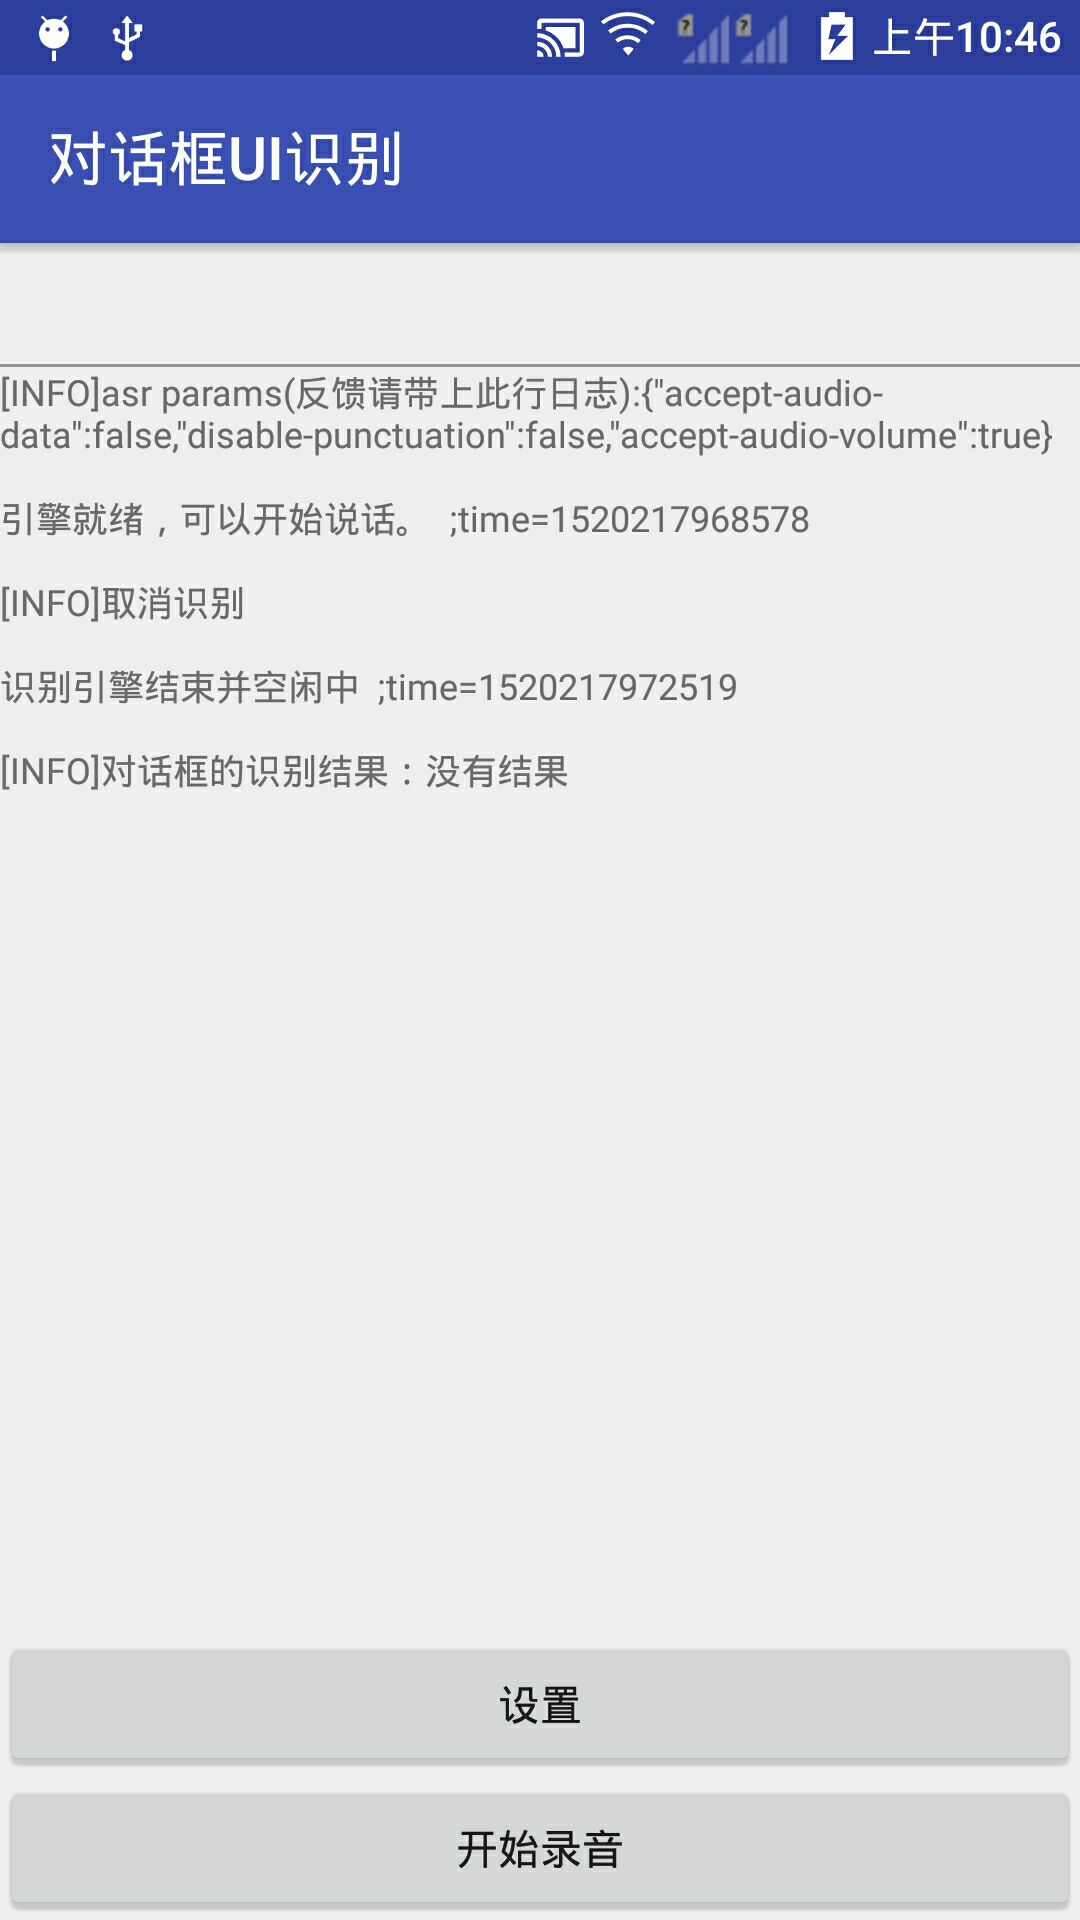 上午10:46
对话框UI识别
[INFO]asr params(反馈请带上此行日志):{"accept-audio-
data":false,"disable-punctuation":false,"accept-audio-volume":true}
引擎就绪，可以开始说话。 ;time=1520217968578
[INFO]取消识别
识别引擎结束并空闲中 ;time=1520217972519
[INFO]对话框的识别结果：没有结果
设置
开始录音